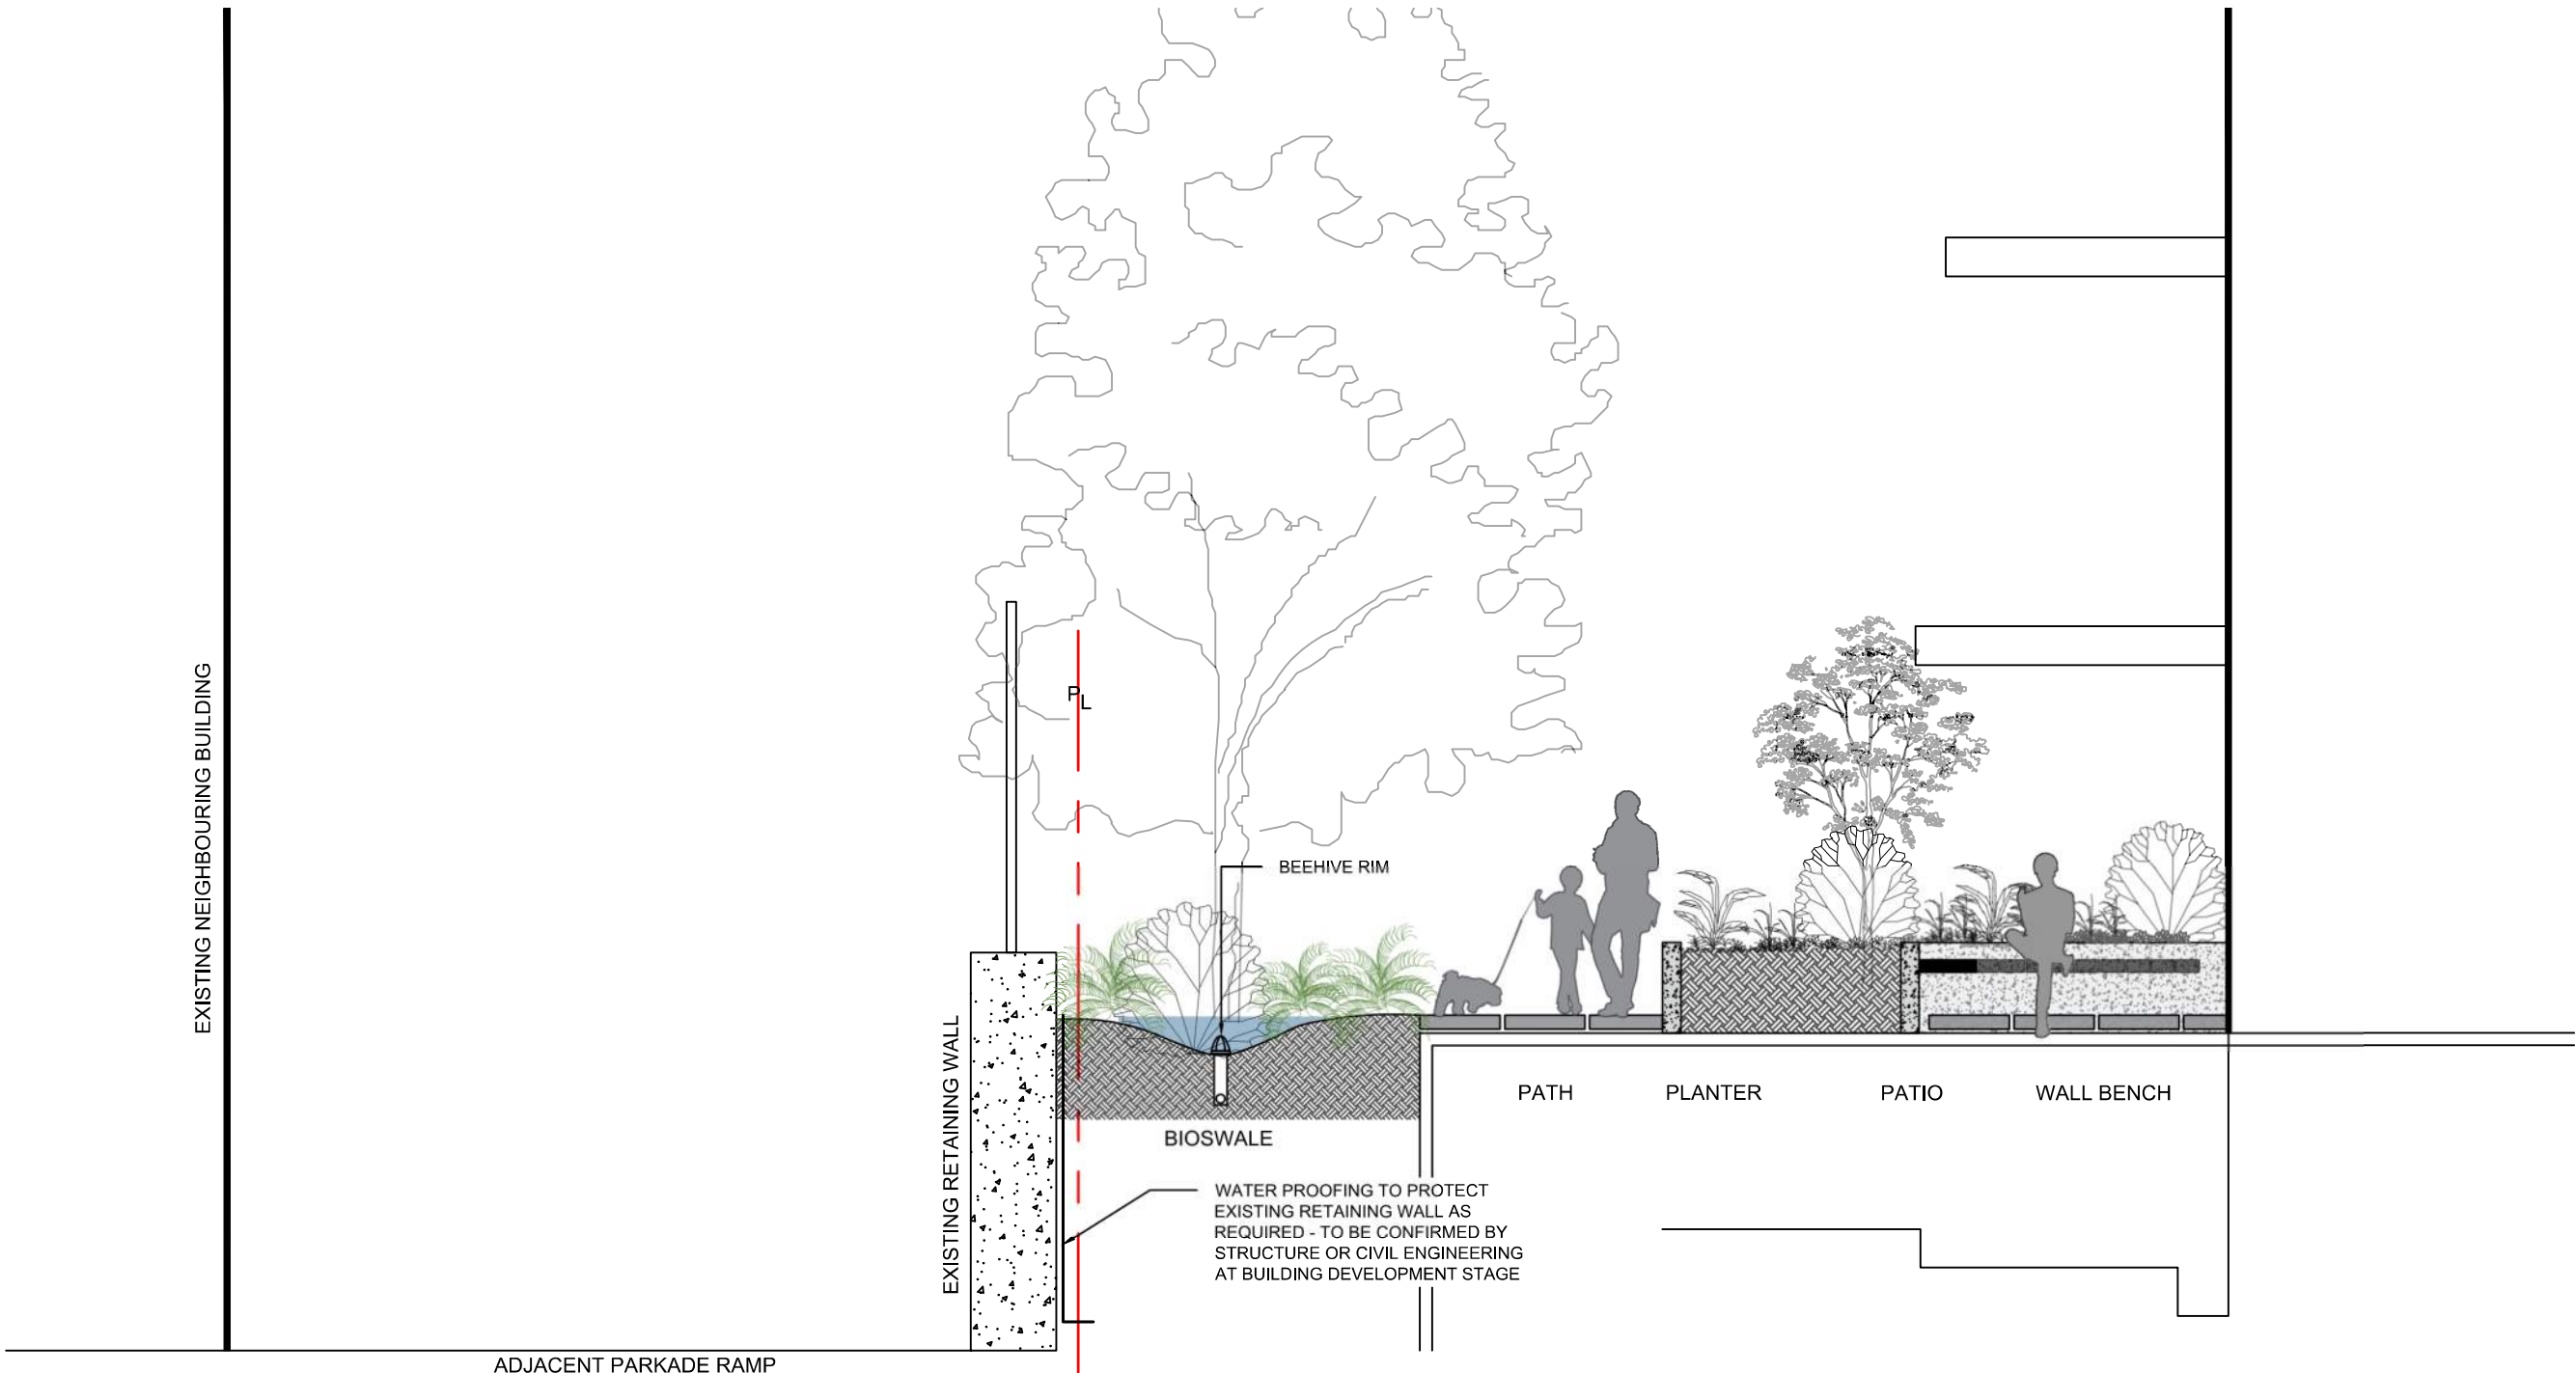 EXISTING NEIGHBOURING BUILDING
PL
BEEHIVE RIM
EXISTING RETAINING WALL
PATH
PLANTER
PATIO
WALL BENCH
BIOSWALE
WATER PROOFING TO PROTECT
EXISTING RETAINING WALL AS
REQUIRED - TO BE CONFIRMED BY
STRUCTURE OR CIVIL ENGINEERING
AT BUILDING DEVELOPMENT STAGE
ADJACENT PARKADE RAMP